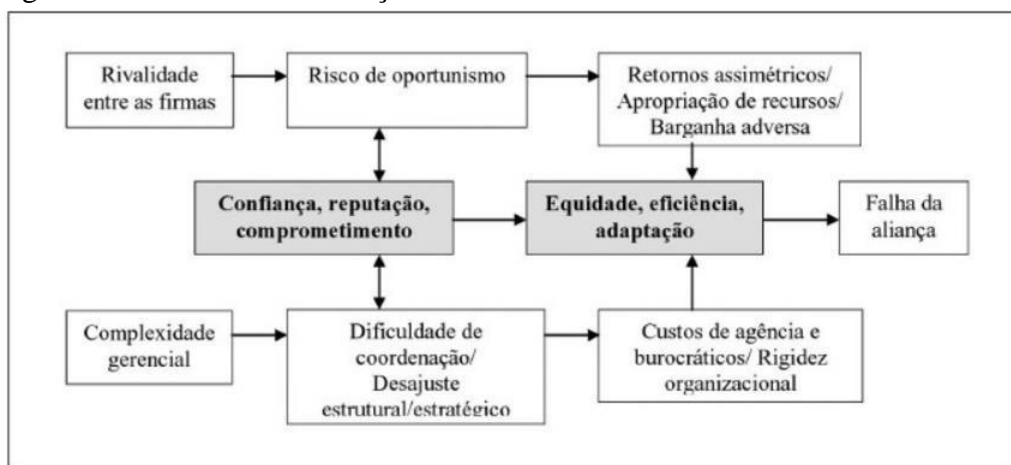 Rivalidade
entre as firmas
Risco de oportunismo
Retornos assimétricos/
Apropriação de recursos/
Barganha adversa
Confiança, reputação,
comprometimento
Equidade, eficiência,
adaptação
Falha da
aliança
Complexidade
gerencial
Dificuldade de
coordenação/
Desajuste
estrutural/estratégico
Custos de agência e
burocráticos/ Rigidez
organizacional